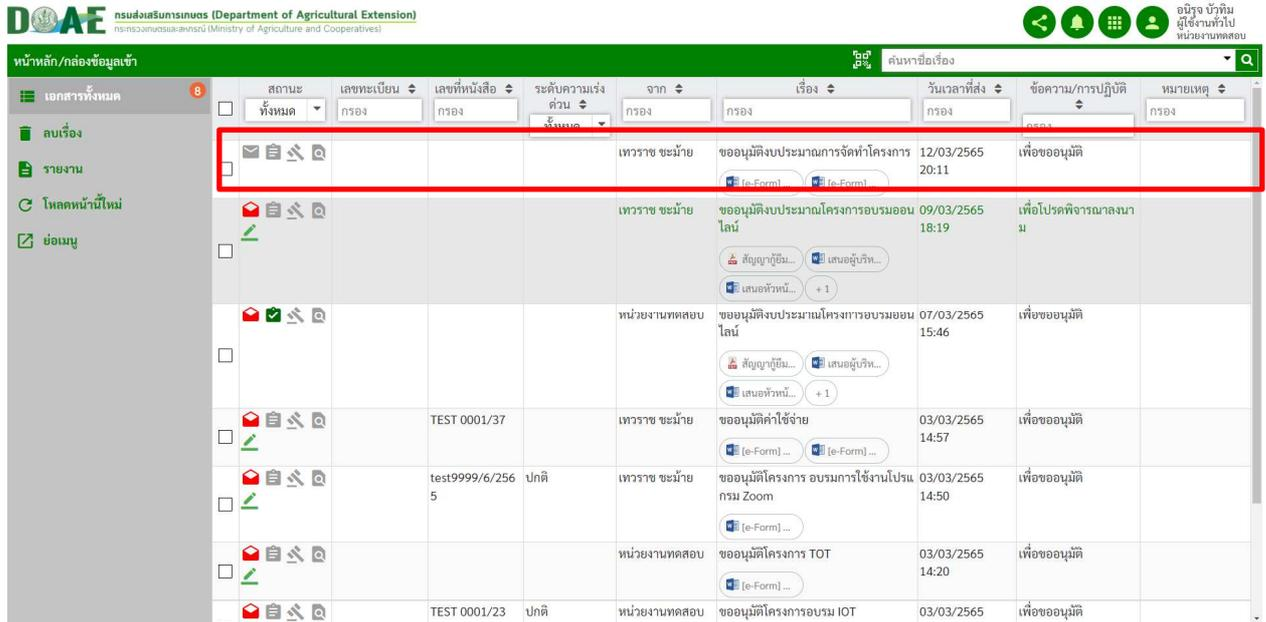 DOAE
กรมส่งเสริมการเกษตร (Department of Agricultural Extension)
กระทรวงเกษตรและสหกรณ์ (Ministry of Agriculture and Cooperatives)
อนิรุจ บัวทิม
ผู้ใช้งานทั่วไป
หน่วยงานทดสอบ
หน้าหลัก/กล่องข้อมูลเข้า
ค้นหาชื่อเรื่อง
เอกสารทั้งหมด 8
ลบเรื่อง
รายงาน
โหลดหน้านี้ใหม่
ย่อเมนู
สถานะ เลขทะเบียน เลขที่หนังสือ ระดับความเร่งด่วน จาก เรื่อง วันเวลาที่ส่ง ข้อความ/การปฏิบัติ หมายเหตุ
ทั้งหมด กรอง กรอง ทั้งหมด กรอง กรอง กรอง กรอง กรอง
เทวราช ชะม้าย ขออนุมัติงบประมาณการจัดทำโครงการ 12/03/2565 เพื่อขออนุมัติ
20:11
[e-Form] ... [e-Form] ...
เทวราช ชะม้าย ขออนุมัติงบประมาณโครงการอบรมออน 09/03/2565 เพื่อโปรดพิจารณาลงนา
ไลน์ 18:19 ม
สัญญากู้ยืม... เสนอผู้บริห...
เสนอหัวหน้... + 1
หน่วยงานทดสอบ ขออนุมัติงบประมาณโครงการอบรมออน 07/03/2565 เพื่อขออนุมัติ
ไลน์ 15:46
สัญญากู้ยืม... เสนอผู้บริห...
เสนอหัวหน้... + 1
TEST 0001/37 เทวราช ชะม้าย ขออนุมัติค่าใช้จ่าย 03/03/2565 เพื่อขออนุมัติ
14:57
[e-Form] ... [e-Form] ...
test9999/6/256 ปกติ เทวราช ชะม้าย ขออนุมัติโครงการ อบรมการใช้งานโปรแ 03/03/2565 เพื่อขออนุมัติ
5 กรม Zoom 14:50
[e-Form] ...
หน่วยงานทดสอบ ขออนุมัติโครงการ TOT 03/03/2565 เพื่อขออนุมัติ
14:20
[e-Form] ...
TEST 0001/23 ปกติ หน่วยงานทดสอบ ขออนุมัติโครงการอบรม IOT 03/03/2565 เพื่อขออนุมัติ